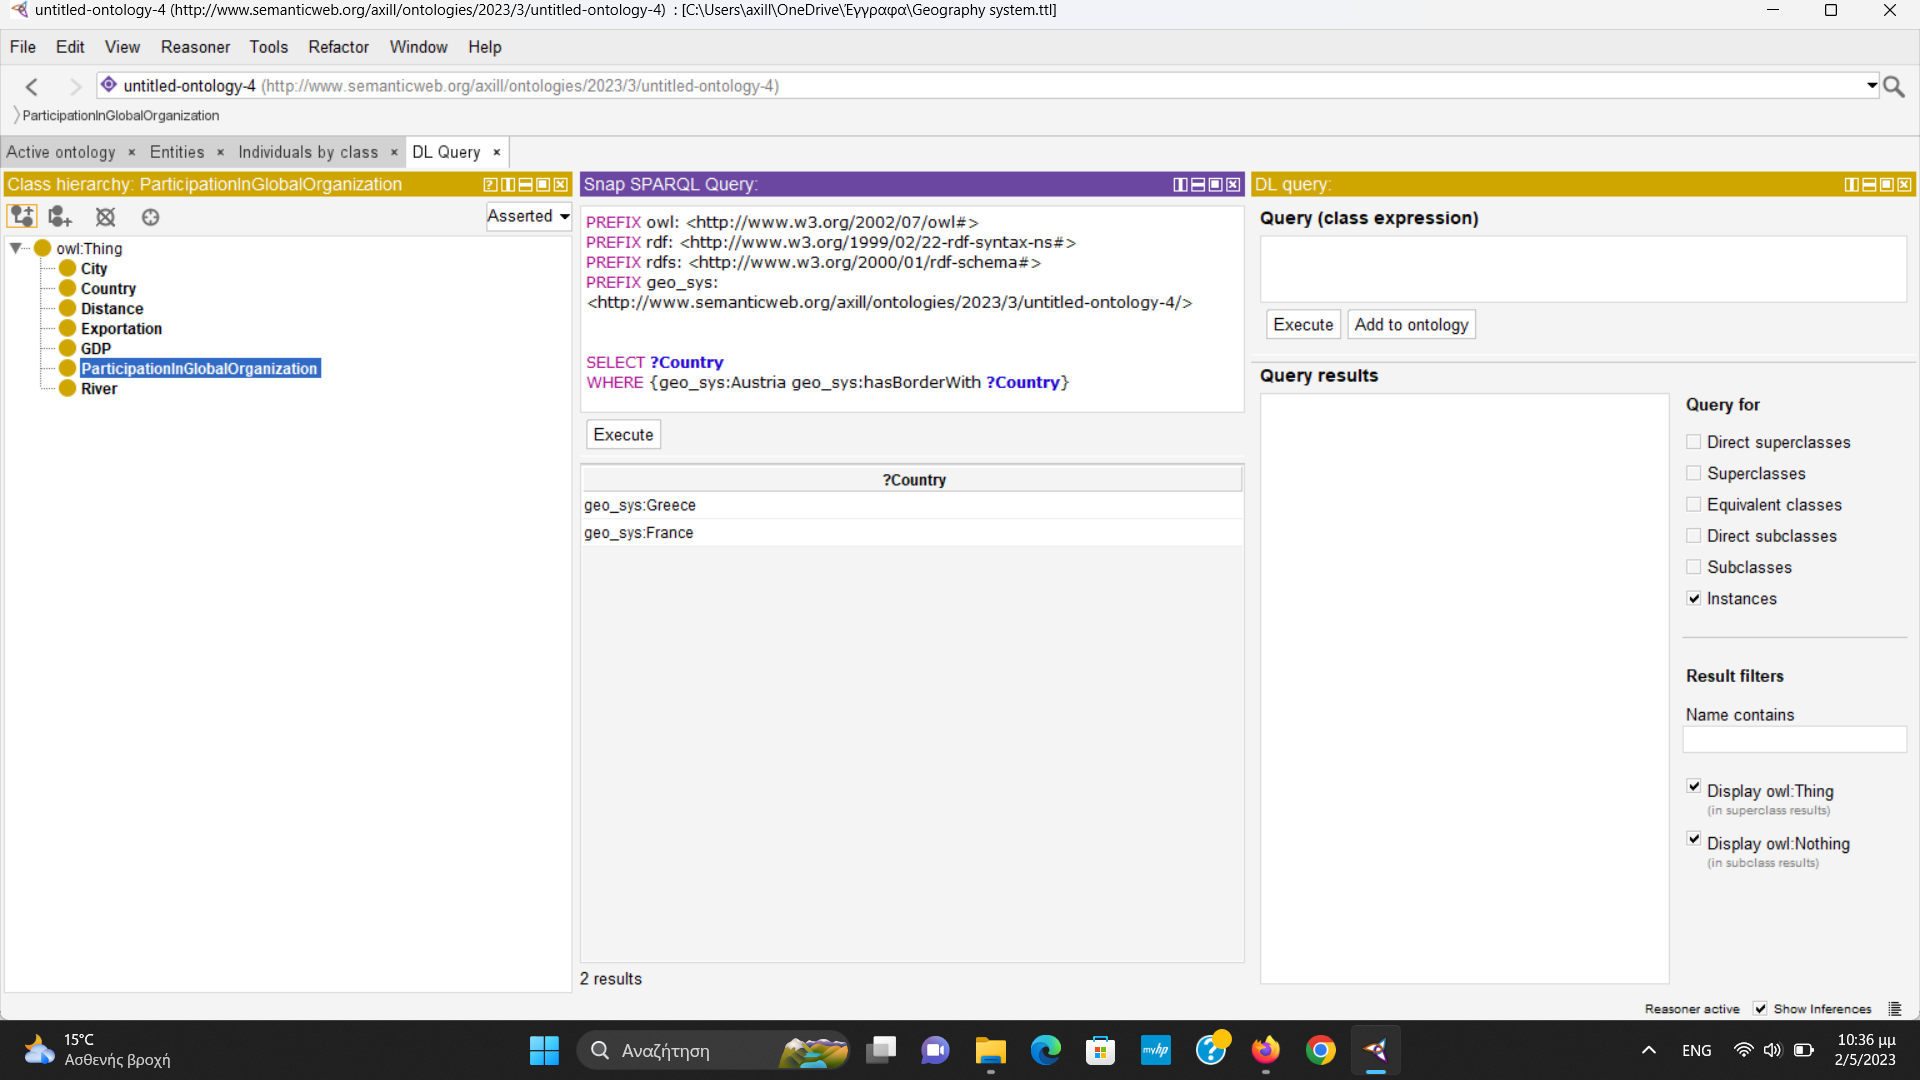 untitled-ontology-4 (http://www.semanticweb.org/axill/ontologies/2023/3/untitled-ontology-4)  : [C:\Users\axill\OneDrive\Έγγραφα\Geography system.ttl]
File Edit View Reasoner Tools Refactor Window Help
untitled-ontology-4 (http://www.semanticweb.org/axill/ontologies/2023/3/untitled-ontology-4)
ParticipationInGlobalOrganization
Active ontology × Entities × Individuals by class × DL Query ×
Class hierarchy: ParticipationInGlobalOrganization
Asserted
owl:Thing
City
Country
Distance
Exportation
GDP
ParticipationInGlobalOrganization
River
Snap SPARQL Query:
PREFIX owl: <http://www.w3.org/2002/07/owl#>
PREFIX rdf: <http://www.w3.org/1999/02/22-rdf-syntax-ns#>
PREFIX rdfs: <http://www.w3.org/2000/01/rdf-schema#>
PREFIX geo_sys:
<http://www.semanticweb.org/axill/ontologies/2023/3/untitled-ontology-4/>
SELECT ?Country
WHERE {geo_sys:Austria geo_sys:hasBorderWith ?Country}
Execute
?Country
geo_sys:Greece
geo_sys:France
2 results
DL query:
Query (class expression)
Execute Add to ontology
Query results
Query for
Direct superclasses
Superclasses
Equivalent classes
Direct subclasses
Subclasses
Instances
Result filters
Name contains
Display owl:Thing
(in superclass results)
Display owl:Nothing
(in subclass results)
Reasoner active Show Inferences
15°C
Ασθενής βροχή
Αναζήτηση
myhp
ENG
10:36 μμ
2/5/2023